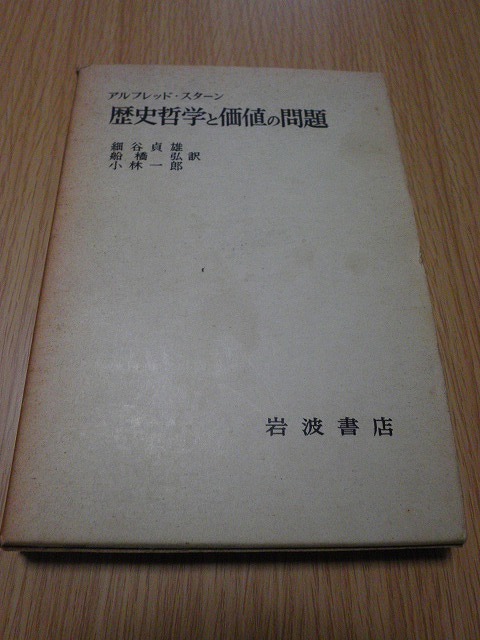 アルフレッド・スターン
歴史哲学と価値の問題
細谷貞雄
船橋弘訳
小林一郎
岩波書店